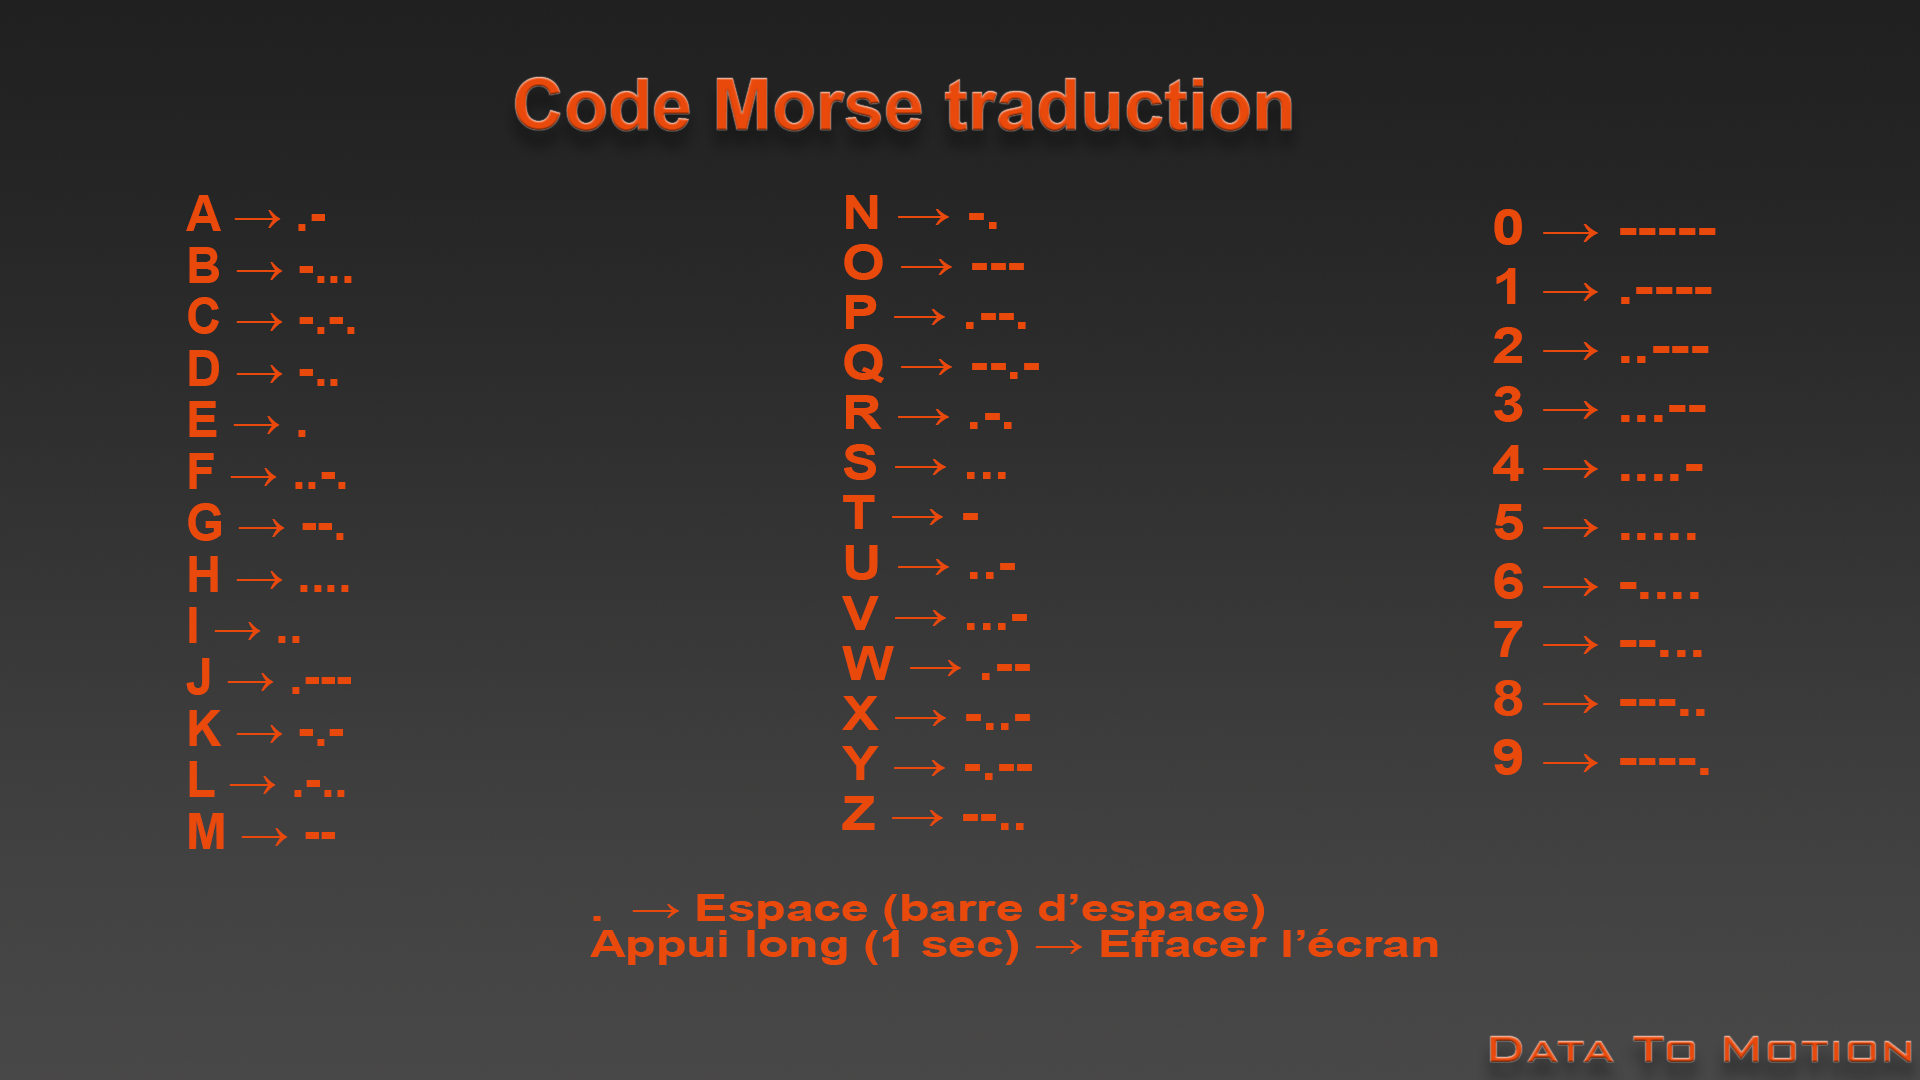 Code Morse traduction
A → .-
B → -...
C → -.-.
D → -..
E → .
F → ..-.
G → --.
H → ....
I → ..
J → .---
K → -.-
L → .-..
M → --
N → -.
O → ---
P → .--.
Q → --.-
R → .-.
S → ...
T → -
U → ..-
V → ...-
W → .--
X → -..-
Y → -.--
Z → --..
0 → -----
1 → .----
2 → ..---
3 → ...--
4 → ....-
5 → .....
6 → -....
7 → --...
8 → ---..
9 → ----.
. → Espace (barre d’espace)
Appui long (1 sec) → Effacer l’écran
Data To Motion